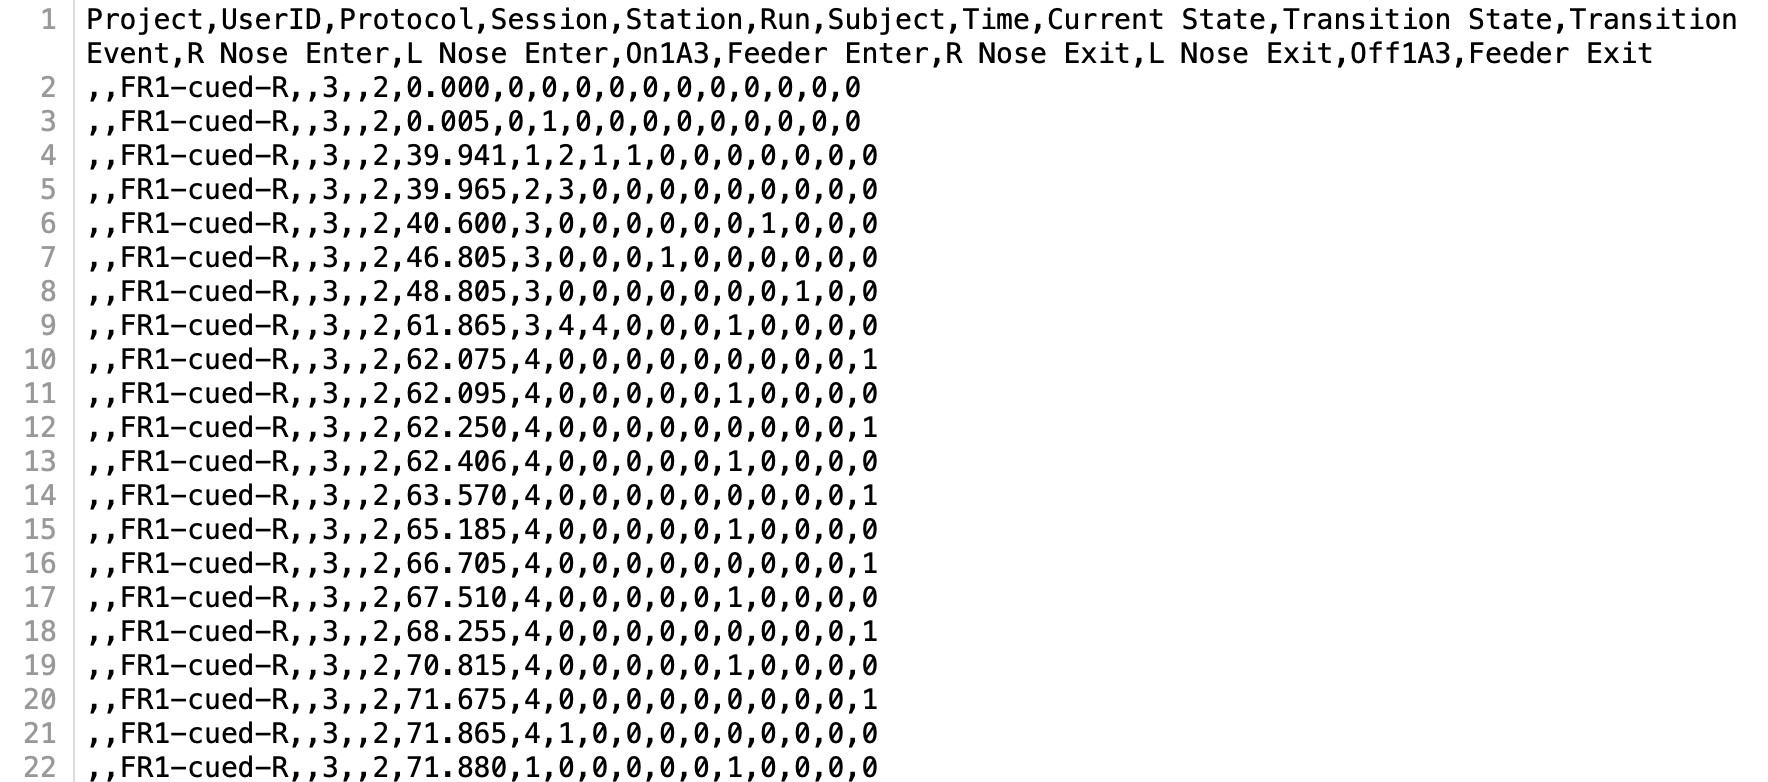 1 Project,UserID,Protocol,Session,Station,Run,Subject,Time,Current State,Transition State,Transition
Event,R Nose Enter,L Nose Enter,On1A3,Feeder Enter,R Nose Exit,L Nose Exit,Off1A3,Feeder Exit
2 ,,FR1-cued-R,,3,,2,0.000,0,0,0,0,0,0,0,0,0,0,0
3 ,,FR1-cued-R,,3,,2,0.005,0,1,0,0,0,0,0,0,0,0,0
4 ,,FR1-cued-R,,3,,2,39.941,1,2,1,1,0,0,0,0,0,0,0
5 ,,FR1-cued-R,,3,,2,39.965,2,3,0,0,0,0,0,0,0,0,0
6 ,,FR1-cued-R,,3,,2,40.600,3,0,0,0,0,0,0,1,0,0,0
7 ,,FR1-cued-R,,3,,2,46.805,3,0,0,0,1,0,0,0,0,0,0
8 ,,FR1-cued-R,,3,,2,48.805,3,0,0,0,0,0,0,0,1,0,0
9 ,,FR1-cued-R,,3,,2,61.865,3,4,4,0,0,0,1,0,0,0,0
10 ,,FR1-cued-R,,3,,2,62.075,4,0,0,0,0,0,0,0,0,0,1
11 ,,FR1-cued-R,,3,,2,62.095,4,0,0,0,0,0,1,0,0,0,0
12 ,,FR1-cued-R,,3,,2,62.250,4,0,0,0,0,0,0,0,0,0,1
13 ,,FR1-cued-R,,3,,2,62.406,4,0,0,0,0,0,1,0,0,0,0
14 ,,FR1-cued-R,,3,,2,63.570,4,0,0,0,0,0,0,0,0,0,1
15 ,,FR1-cued-R,,3,,2,65.185,4,0,0,0,0,0,1,0,0,0,0
16 ,,FR1-cued-R,,3,,2,66.705,4,0,0,0,0,0,0,0,0,0,1
17 ,,FR1-cued-R,,3,,2,67.510,4,0,0,0,0,0,1,0,0,0,0
18 ,,FR1-cued-R,,3,,2,68.255,4,0,0,0,0,0,0,0,0,0,1
19 ,,FR1-cued-R,,3,,2,70.815,4,0,0,0,0,0,1,0,0,0,0
20 ,,FR1-cued-R,,3,,2,71.675,4,0,0,0,0,0,0,0,0,0,1
21 ,,FR1-cued-R,,3,,2,71.865,4,1,0,0,0,0,0,0,0,0,0
22 ,,FR1-cued-R,,3,,2,71.880,1,0,0,0,0,0,1,0,0,0,0